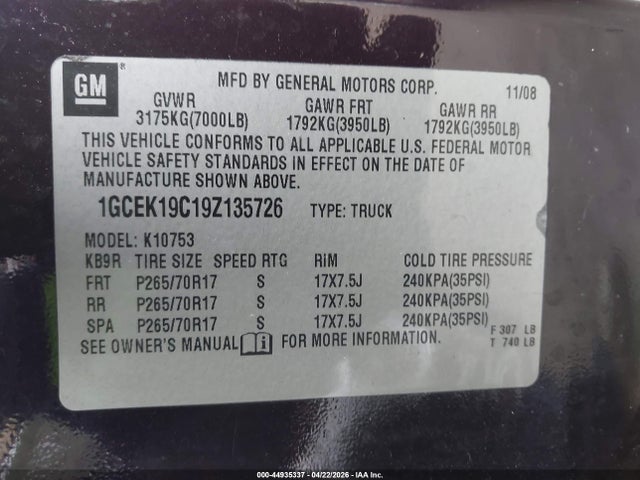 GM
MFD BY GENERAL MOTORS CORP. 11/08
GVWR GAWR FRT GAWR RR
3175KG(7000LB) 1792KG(3950LB) 1792KG(3950LB)
THIS VEHICLE CONFORMS TO ALL APPLICABLE U.S. FEDERAL MOTOR
VEHICLE SAFETY STANDARDS IN EFFECT ON THE DATE OF
MANUFACTURE SHOWN ABOVE.
1GCEK19C19Z135726 TYPE: TRUCK
MODEL: K10753
KB9R TIRE SIZE SPEED RTG RIM COLD TIRE PRESSURE
FRT P265/70R17 S 17X7.5J 240KPA(35PSI)
RR P265/70R17 S 17X7.5J 240KPA(35PSI)
SPA P265/70R17 S 17X7.5J 240KPA(35PSI)
F 307 LB
SEE OWNER'S MANUAL FOR MORE INFORMATION. T 740 LB
000-44935337 - 04/22/2026 - IAA Inc.